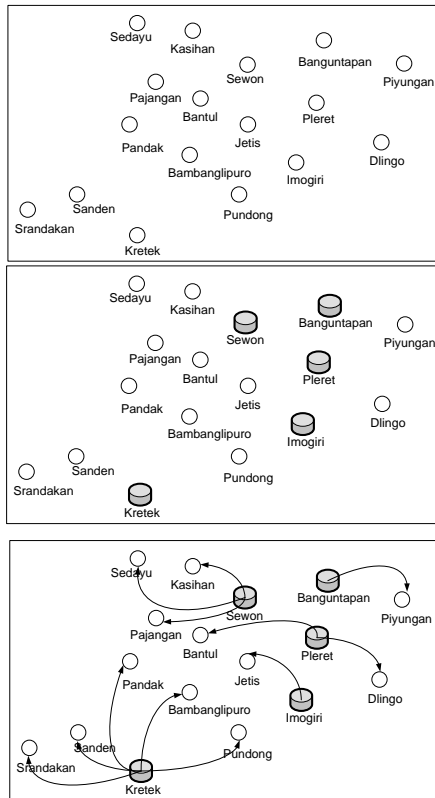 Sedayu
Kasihan
Banguntapan
Sewon
Piyungan
Pajangan
Bantul
Pleret
Pandak
Jetis
Bambanglipuro
Imogiri
Dlingo
Sanden
Srandakan
Pundong
Kretek
Sedayu
Kasihan
Banguntapan
Sewon
Piyungan
Pajangan
Bantul
Pleret
Pandak
Jetis
Dlingo
Bambanglipuro
Imogiri
Sanden
Pundong
Srandakan
Kretek
Sedayu
Kasihan
Banguntapan
Sewon
Piyungan
Pajangan
Bantul
Pleret
Pandak
Jetis
Dlingo
Bambanglipuro
Imogiri
Sanden
Pundong
Srandakan
Kretek